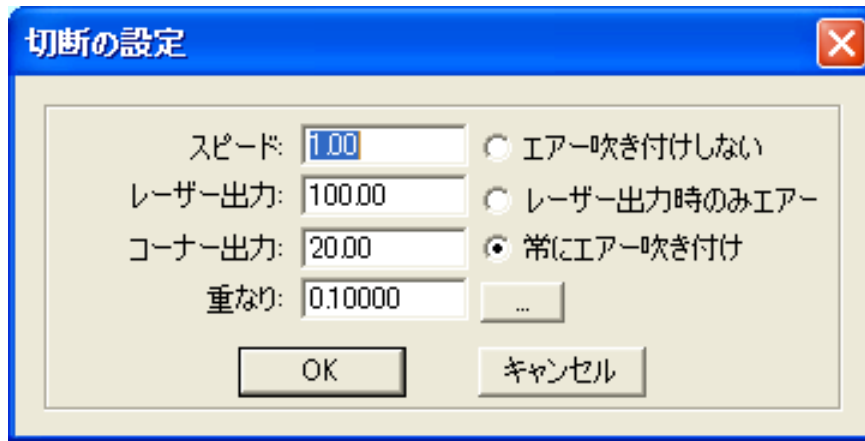 切断の設定
スピード: 1.00 エアー吹き付けしない
レーザー出力: 100.00 レーザー出力時のみエアー
コーナー出力: 20.00 常にエアー吹き付け
重なり: 0.10000 ...
OK キャンセル